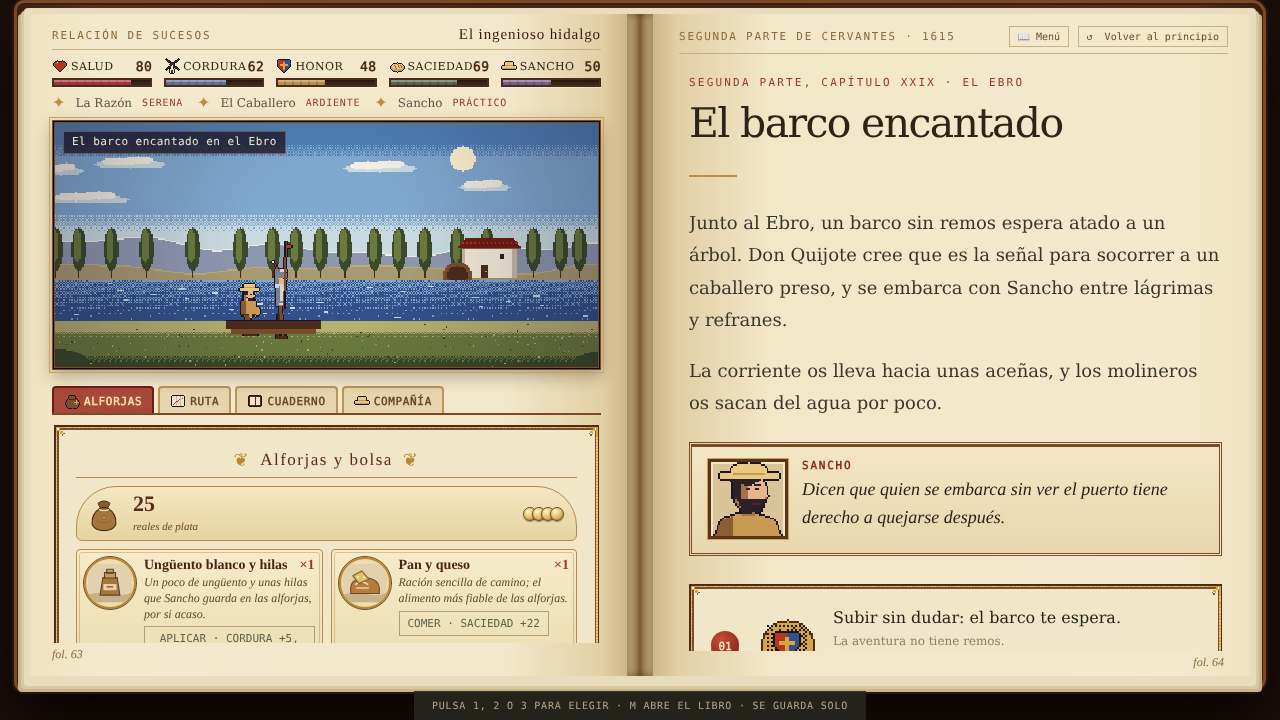 RELACIÓN DE SUCESOS
El ingenioso hidalgo
SALUD 80
CORDURA 62
HONOR 48
SACIEDAD 69
SANCHO 50
La Razón SERENA
El Caballero ARDIENTE
Sancho PRÁCTICO
El barco encantado en el Ebro
ALFORJAS
RUTA
CUADERNO
COMPAÑÍA
Alforjas y bolsa
25
reales de plata
Ungüento blanco y hilas ×1
Un poco de ungüento y unas hilas
que Sancho guarda en las alforjas,
por si acaso.
APLICAR · CORDURA +5,
Pan y queso ×1
Ración sencilla de camino; el
alimento más fiable de las alforjas.
COMER · SACIEDAD +22
fol. 63
SEGUNDA PARTE DE CERVANTES · 1615
Menú
Volver al principio
SEGUNDA PARTE, CAPÍTULO XXIX · EL EBRO
El barco encantado
Junto al Ebro, un barco sin remos espera atado a un
árbol. Don Quijote cree que es la señal para socorrer a un
caballero preso, y se embarca con Sancho entre lágrimas
y refranes.
La corriente os lleva hacia unas aceñas, y los molineros
os sacan del agua por poco.
SANCHO
Dicen que quien se embarca sin ver el puerto tiene
derecho a quejarse después.
01
Subir sin dudar: el barco te espera.
La aventura no tiene remos.
fol. 64
PULSA 1, 2 O 3 PARA ELEGIR · M ABRE EL LIBRO · SE GUARDA SOLO